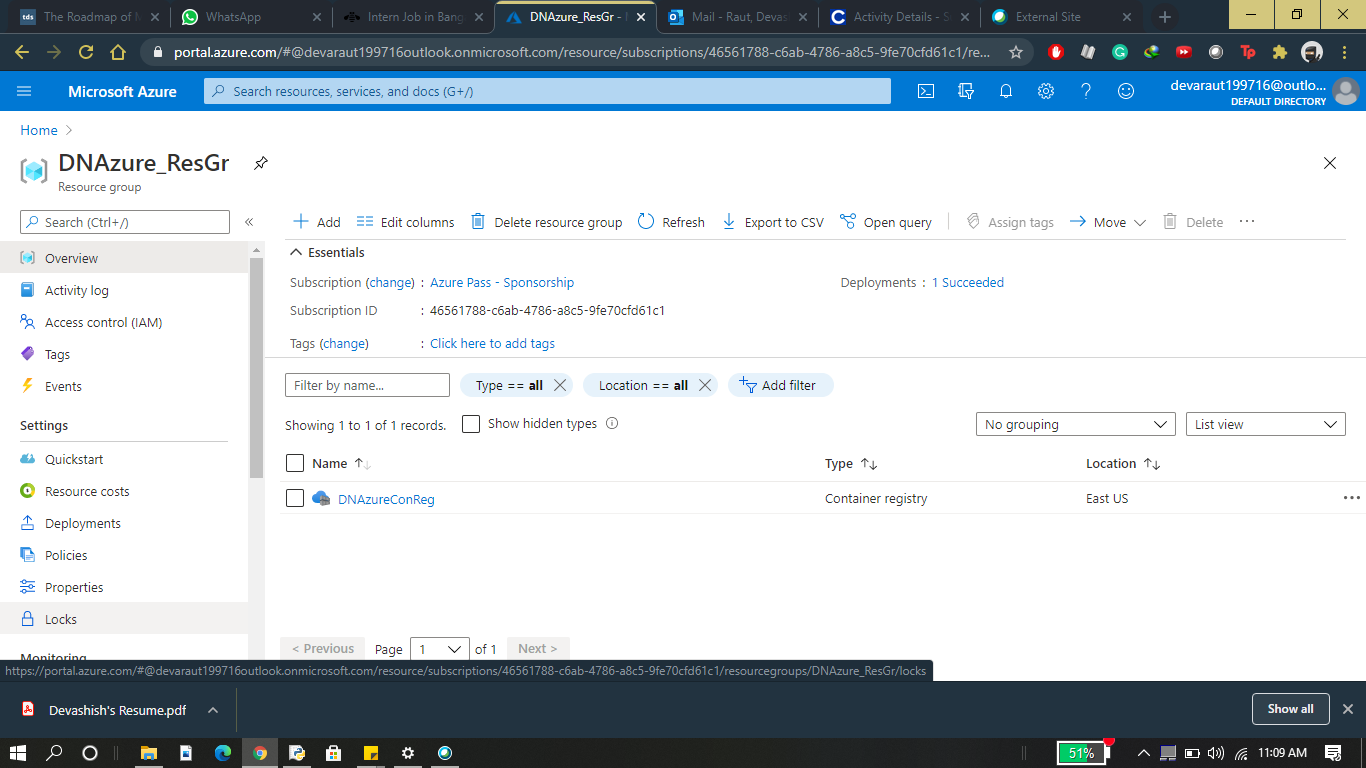 The Roadmap of M
WhatsApp
Intern Job in Bang
DNAzure_ResGr -
Mail - Raut, Devas
Activity Details - S
External Site
portal.azure.com/#@devaraut199716outlook.onmicrosoft.com/resource/subscriptions/46561788-c6ab-4786-a8c5-9fe70cfd61c1/re...
Microsoft Azure
Search resources, services, and docs (G+/)
devaraut199716@outlo...
DEFAULT DIRECTORY
Home
DNAzure_ResGr
Resource group
Search (Ctrl+/)
Overview
Activity log
Access control (IAM)
Tags
Events
Settings
Quickstart
Resource costs
Deployments
Policies
Properties
Locks
Monitoring
Add
Edit columns
Delete resource group
Refresh
Export to CSV
Open query
Assign tags
Move
Delete
Essentials
Subscription (change) : Azure Pass - Sponsorship
Deployments : 1 Succeeded
Subscription ID : 46561788-c6ab-4786-a8c5-9fe70cfd61c1
Tags (change) : Click here to add tags
Filter by name...
Type == all
Location == all
Add filter
Showing 1 to 1 of 1 records.
Show hidden types
No grouping
List view
Name
Type
Location
DNAzureConReg
Container registry
East US
< Previous
Page 1 of 1
Next >
https://portal.azure.com/#@devaraut199716outlook.onmicrosoft.com/resource/subscriptions/46561788-c6ab-4786-a8c5-9fe70cfd61c1/resourcegroups/DNAzure_ResGr/locks
Devashish's Resume.pdf
Show all
51%
11:09 AM